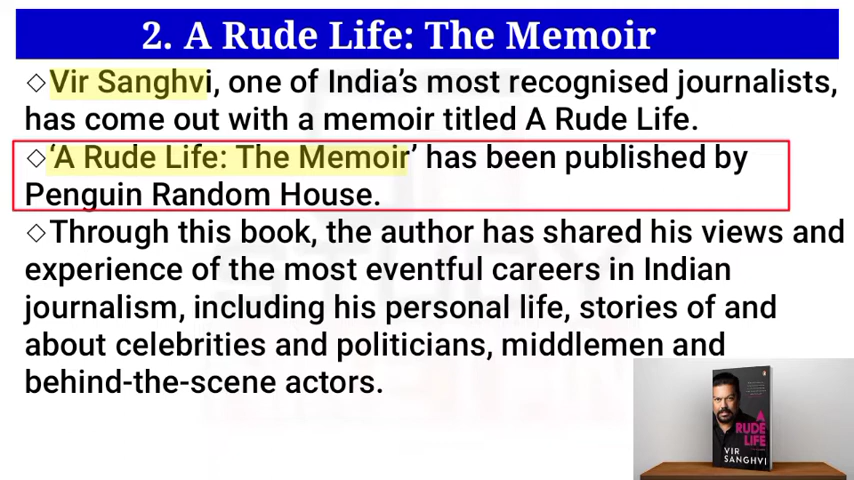 2. A Rude Life: The Memoir
◇Vir Sanghvi, one of India's most recognised journalists,
has come out with a memoir titled A Rude Life.
◇‘A Rude Life: The Memoir’ has been published by
Penguin Random House.
◇Through this book, the author has shared his views and
experience of the most eventful careers in Indian
journalism, including his personal life, stories of and
about celebrities and politicians, middlemen and
behind-the-scene actors.
A
RUDE
LIFE
VIR
SANGHVI